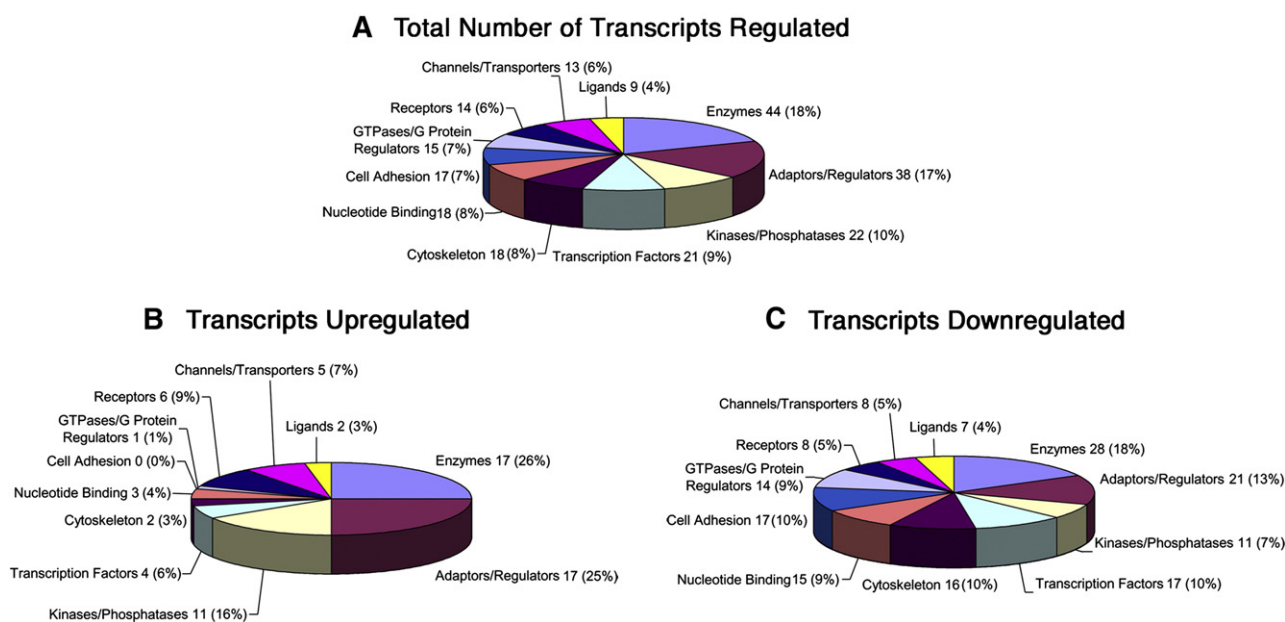 A Total Number of Transcripts Regulated
Channels/Transporters 13 (6%)
Ligands 9 (4%)
Receptors 14 (6%)
Enzymes 44 (18%)
GTPases/G Protein
Regulators 15 (7%)
Cell Adhesion 17(7%)
Adaptors/Regulators 38 (17%)
Nucleotide Binding18 (8%)
Kinases/Phosphatases 22 (10%)
Cytoskeleton 18(8%)
Transcription Factors 21 (9%)
B Transcripts Upregulated
Channels/Transporters 5 (7%)
Receptors 6 (9%)
Ligands 2 (3%)
GTPases/G Protein
Regulators 1 (1%)
Enzymes 17 (26%)
Cell Adhesion 0 (0%)
Nucleotide Binding 3 (4%)
Cytoskeleton 2 (3%)
Transcription Factors 4 (6%)
Adaptors/Regulators 17 (25%)
Kinases/Phosphatases 11 (16%)
C Transcripts Downregulated
Channels/Transporters 8 (5%)
Ligands 7 (4%)
Receptors 8 (5%)
Enzymes 28 (18%)
GTPases/G Protein
Regulators 14 (9%)
Adaptors/Regulators 21 (13%)
Cell Adhesion 17(10%)
Kinases/Phosphatases 11 (7%)
Nucleotide Binding15 (9%)
Cytoskeleton 16(10%)
Transcription Factors 17 (10%)